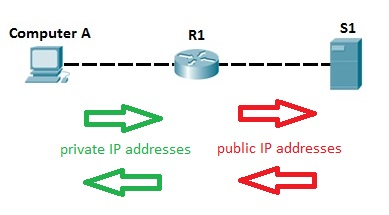 Computer A
R1
S1
private IP addresses
public IP addresses